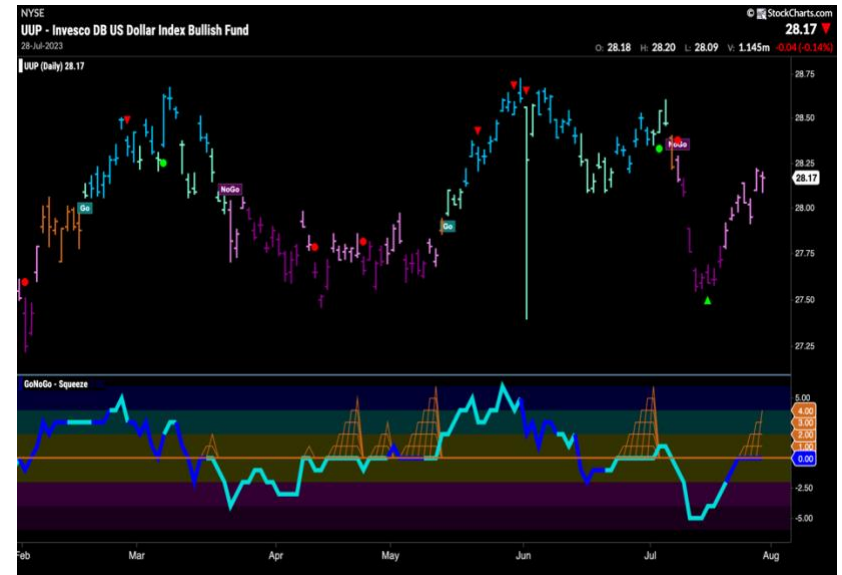 NYSE
© StockCharts.com
UUP - Invesco DB US Dollar Index Bullish Fund
28.17
28-Jul-2023
O: 28.18 H: 28.20 L: 28.09 V: 1.145m -0.04 (-0.14%)
UUP (Daily) 28.17
28.75
28.50
28.25
28.17
28.00
27.75
27.50
27.25
Go
NoGo
Go
NoGo
GoNoGo - Squeeze
5.00
4.00
3.00
2.00
1.00
0.00
-2.50
-5.00
Feb
Mar
Apr
May
Jun
Jul
Aug